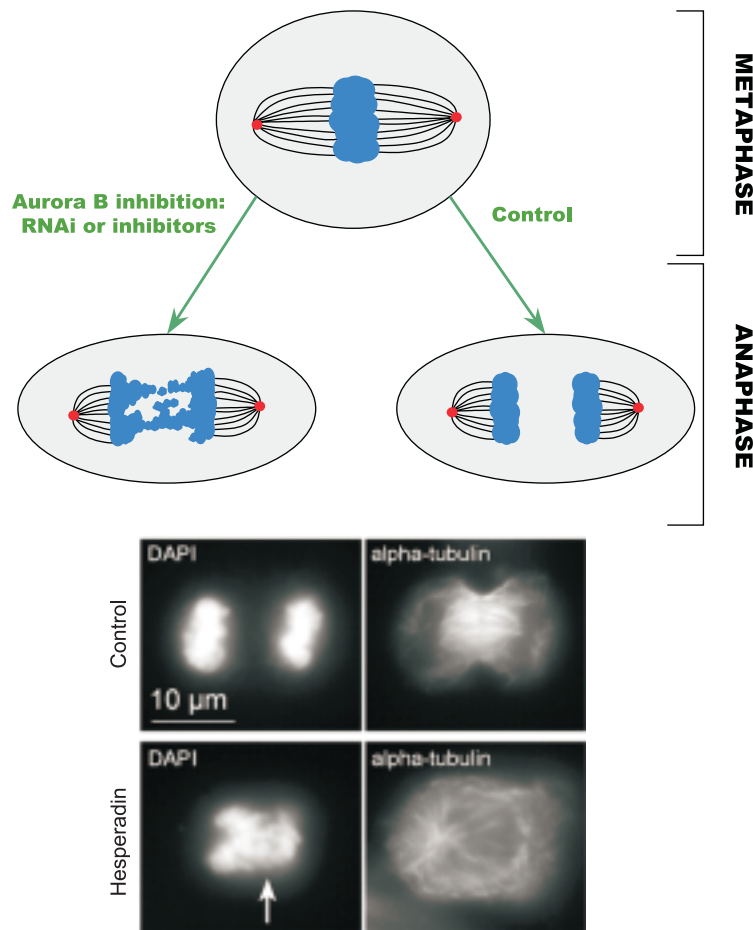 METAPHASE
Aurora B inhibition:
RNAi or inhibitors
Control
ANAPHASE
DAPI
alpha-tubulin
Control
10 μm
DAPI
alpha-tubulin
Hesperadin